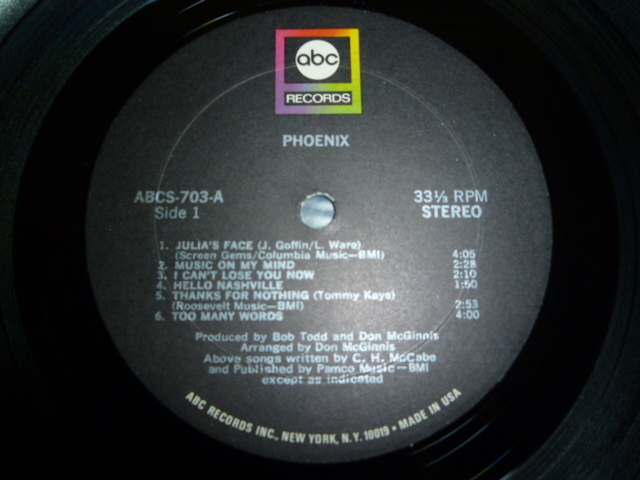 abc
RECORDS
PHOENIX
ABCS-703-A 33⅓ RPM
Side 1 STEREO
1. JULIA'S FACE (J. Goffin/L. Ware)
(Screen Gems/Columbia Music—BMI) 4:05
2. MUSIC ON MY MIND 2:28
3. I CAN'T LOSE YOU NOW 2:10
4. HELLO NASHVILLE 1:50
5. THANKS FOR NOTHING (Tommy Kaye)
(Roosevelt Music—BMI) 2:53
6. TOO MANY WORDS 4:00
Produced by Bob Todd and Don McGinnis
Arranged by Don McGinnis
Above songs written by C. H. McCabe
and Published by Pamco Music—BMI
except as indicated
ABC RECORDS INC., NEW YORK, N.Y. 10019 • MADE IN USA